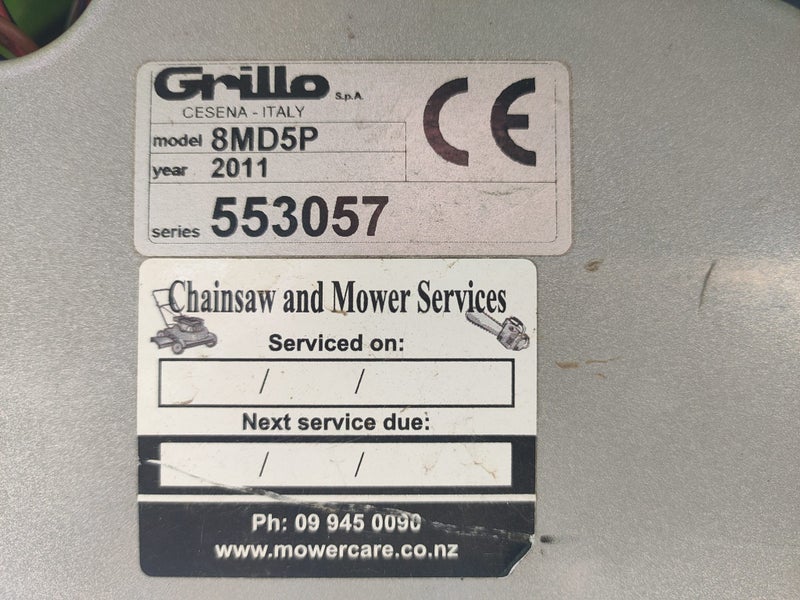 Grillo S.p.A.
CESENA - ITALY
model 8MD5P
year 2011
series 553057
CE
Chainsaw and Mower Services
Serviced on:
/ /
Next service due:
/ /
Ph: 09 945 0090
www.mowercare.co.nz